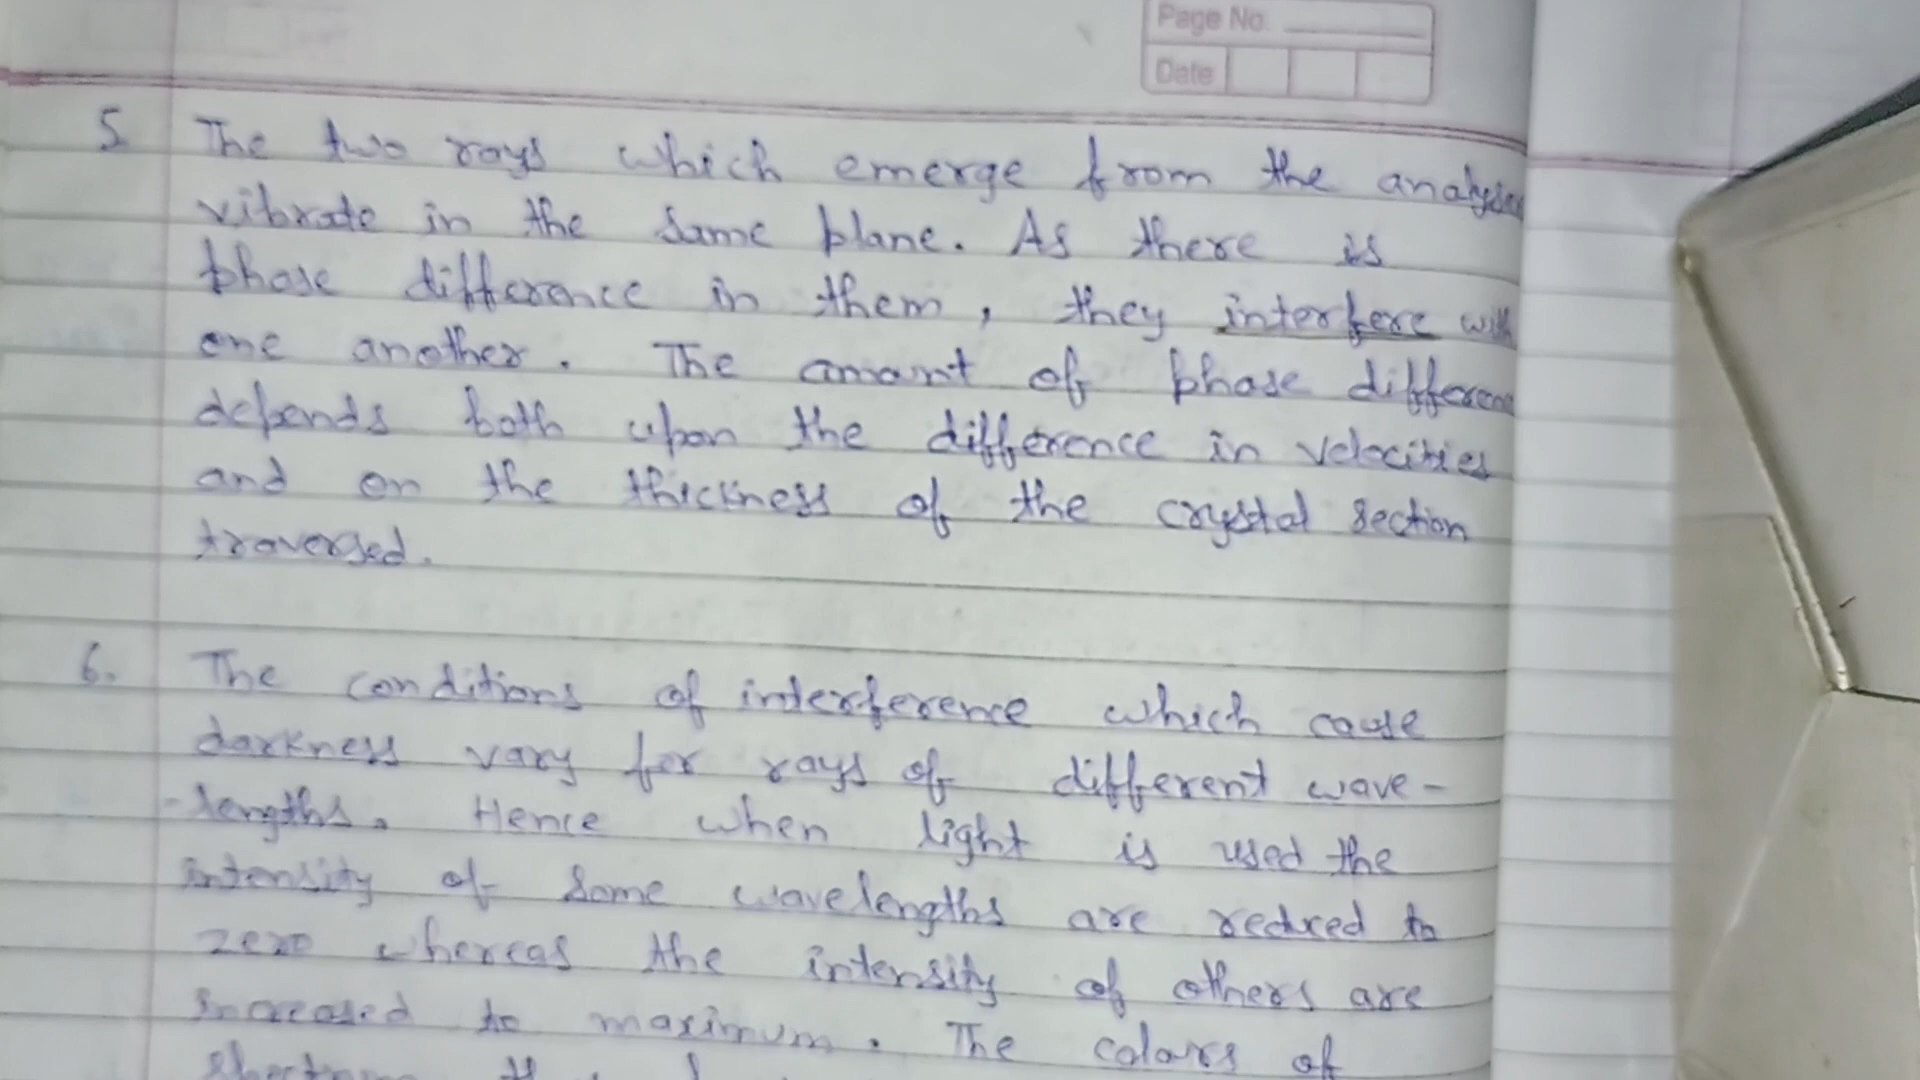 Page No.
Date
5 The two rays which emerge from the
vibrate in the same plane. As there is
phase difference in them, they interfere with
one another. The amount of phase
depends both upon the difference in velocities
and on the thickness of the crystal section
traversed.
6. The conditions of interference which cause
darkness vary for rays of different wave-
-lengths. Hence when light is used the
intensity of some wavelengths are reduced to
zero whereas the intensity of others are
increased to maximum. The colours of